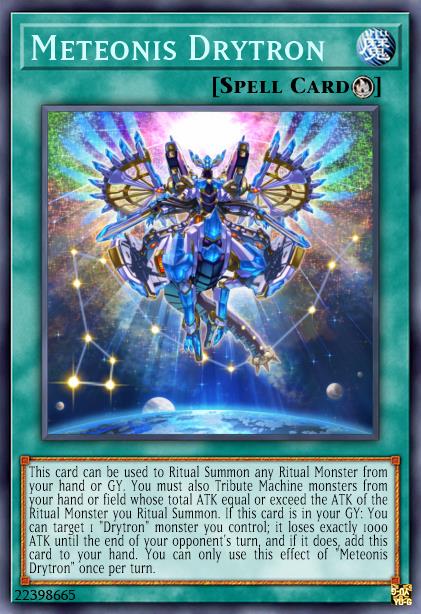 METEONIS DRYTRON
[SPELL CARD]
This card can be used to Ritual Summon any Ritual Monster from
your hand or GY. You must also Tribute Machine monsters from
your hand or field whose total ATK equal or exceed the ATK of the
Ritual Monster you Ritual Summon. If this card is in your GY: You
can target 1 "Drytron" monster you control; it loses exactly 1000
ATK until the end of your opponent's turn, and if it does, add this
card to your hand. You can only use this effect of "Meteonis
Drytron" once per turn.
22398665